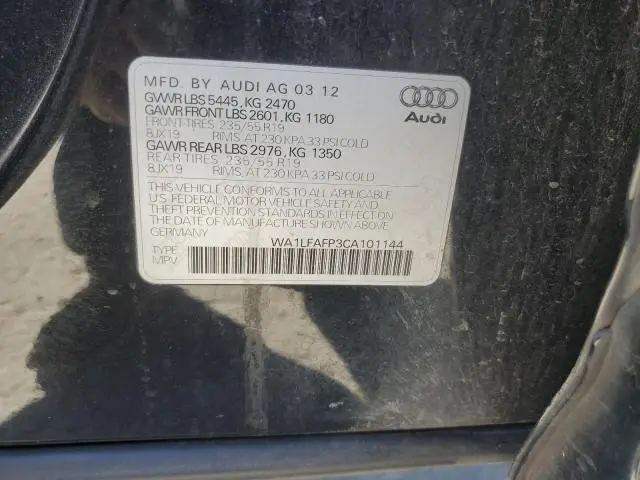 MFD. BY AUDI AG 03 12
GVWR LBS 5445, KG 2470
GAWR FRONT LBS 2601, KG 1180
FRONT-TIRES 235/55 R19
8JX19 RIMS AT 230 KPA 33 PSI COLD
GAWR REAR LBS 2976, KG 1350
REAR TIRES 235/55 R19
8JX19 RIMS, AT 230 KPA 33 PSI COLD
THIS VEHICLE CONFORMS TO ALL APPLICABLE
U.S. FEDERAL MOTOR VEHICLE SAFETY AND
THEFT PREVENTION STANDARDS IN EFFECT ON
THE DATE OF MANUFACTURE SHOWN ABOVE
GERMANY
WA1LFAFP3CA101144
TYPE
MPV
Audi